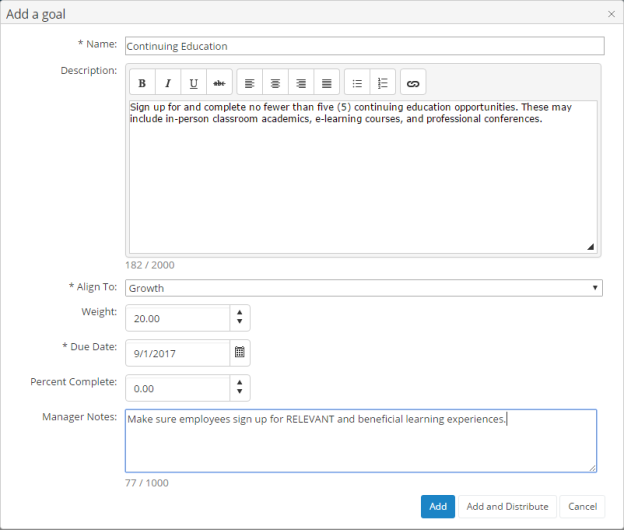 Add a goal ×
* Name: Continuing Education
Description:
B I U abc
Sign up for and complete no fewer than five (5) continuing education opportunities. These may
include in-person classroom academics, e-learning courses, and professional conferences.
182 / 2000
* Align To: Growth
Weight: 20.00
* Due Date: 9/1/2017
Percent Complete: 0.00
Manager Notes: Make sure employees sign up for RELEVANT and beneficial learning experiences.
77 / 1000
Add Add and Distribute Cancel